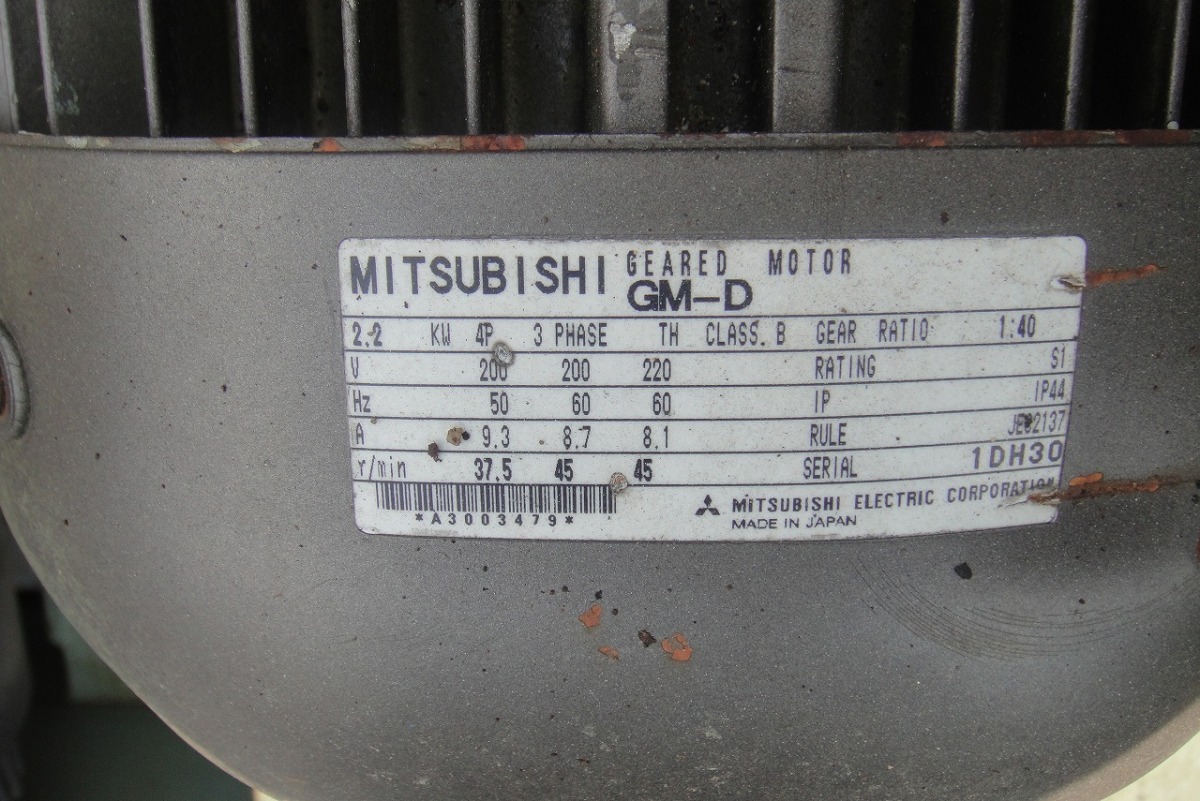 MITSUBISHI GEARED MOTOR
GM-D
2.2 KW 4P 3 PHASE TH CLASS. B GEAR RATIO 1:40
V 200 200 220 RATING S1
Hz 50 60 60 IP IP44
A 9.3 8.7 8.1 RULE JEC2137
r/min 37.5 45 45 SERIAL 1DH30
*A3003479*
MITSUBISHI ELECTRIC CORPORATION
MADE IN JAPAN